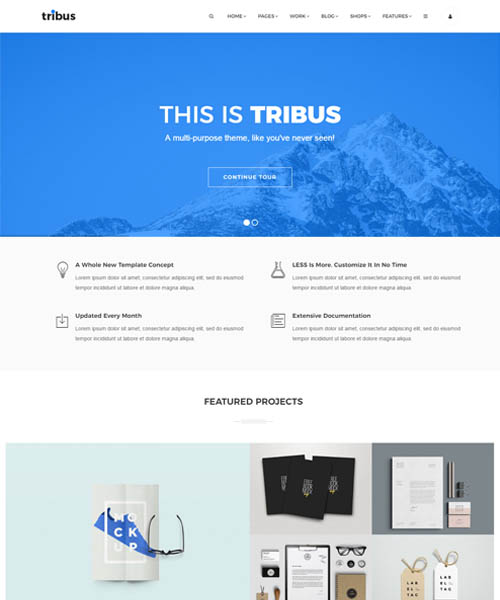 tribus
HOME PAGES WORK BLOG SHOPS FEATURES
THIS IS TRIBUS
A multi-purpose theme, like you've never seen!
CONTINUE TOUR
A Whole New Template Concept
Lorem ipsum dolor sit amet, consectetur adipiscing elit, sed do eiusmod
tempor incididunt ut labore et dolore magna aliqua.
LESS Is More, Customize It In No Time
Lorem ipsum dolor sit amet, consectetur adipiscing elit, sed do eiusmod
tempor incididunt ut labore et dolore magna aliqua.
Updated Every Month
Lorem ipsum dolor sit amet, consectetur adipiscing elit, sed do eiusmod
tempor incididunt ut labore et dolore magna aliqua.
Extensive Documentation
Lorem ipsum dolor sit amet, consectetur adipiscing elit, sed do eiusmod
tempor incididunt ut labore et dolore magna aliqua.
FEATURED PROJECTS
MO
CK
UP
LAB
EL&
TAG
LAB
EL&
TAG